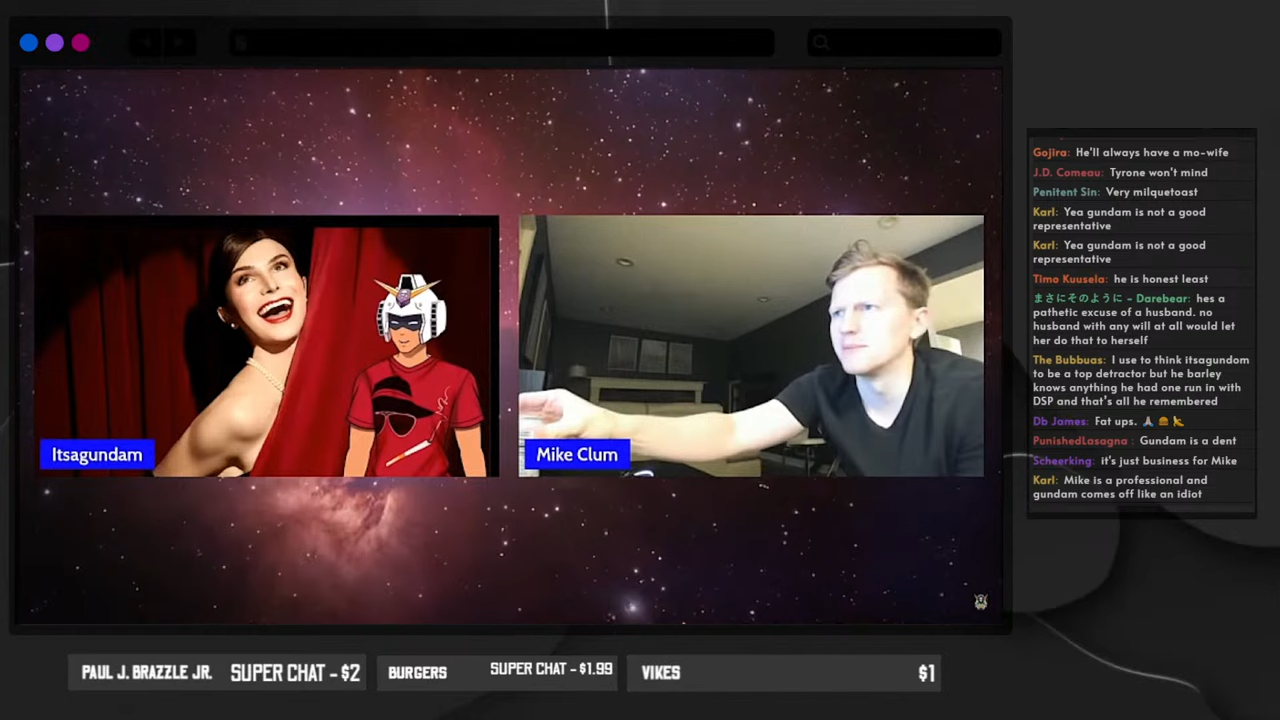 Gojira: He'll always have a mo-wife
J.D. Comeau: Tyrone won't mind
Penitent Sin: Very milquetoast
Karl: Yea gundam is not a good
representative
Karl: Yea gundam is not a good
representative
Timo Kuusela: he is honest least
まさにそのように - Darebear: hes a
pathetic excuse of a husband. no
husband with any will at all would let
her do that to herself
The Bubbuas: I use to think itsagundom
to be a top detractor but he barley
knows anything he had one run in with
DSP and that's all he remembered
Db James: Fat ups. 🙏 🍔 🦶
PunishedLasagna : Gundam is a dent
Scheerking: it's just business for Mike
Karl: Mike is a professional and
gundam comes off like an idiot
Itsagundam
Mike Clum
PAUL J. BRAZZLE JR. SUPER CHAT - $2
BURGERS SUPER CHAT - $1.99
VIKES $1